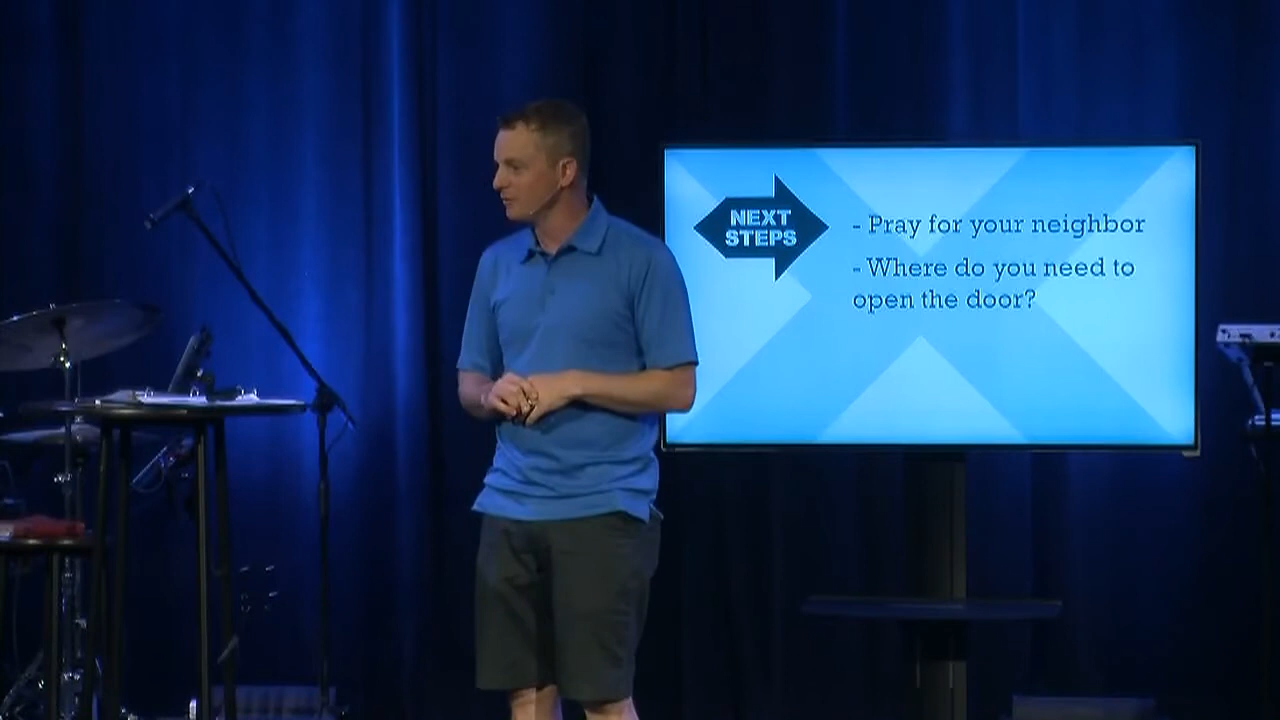 NEXT
STEPS
- Pray for your neighbor
- Where do you need to
open the door?